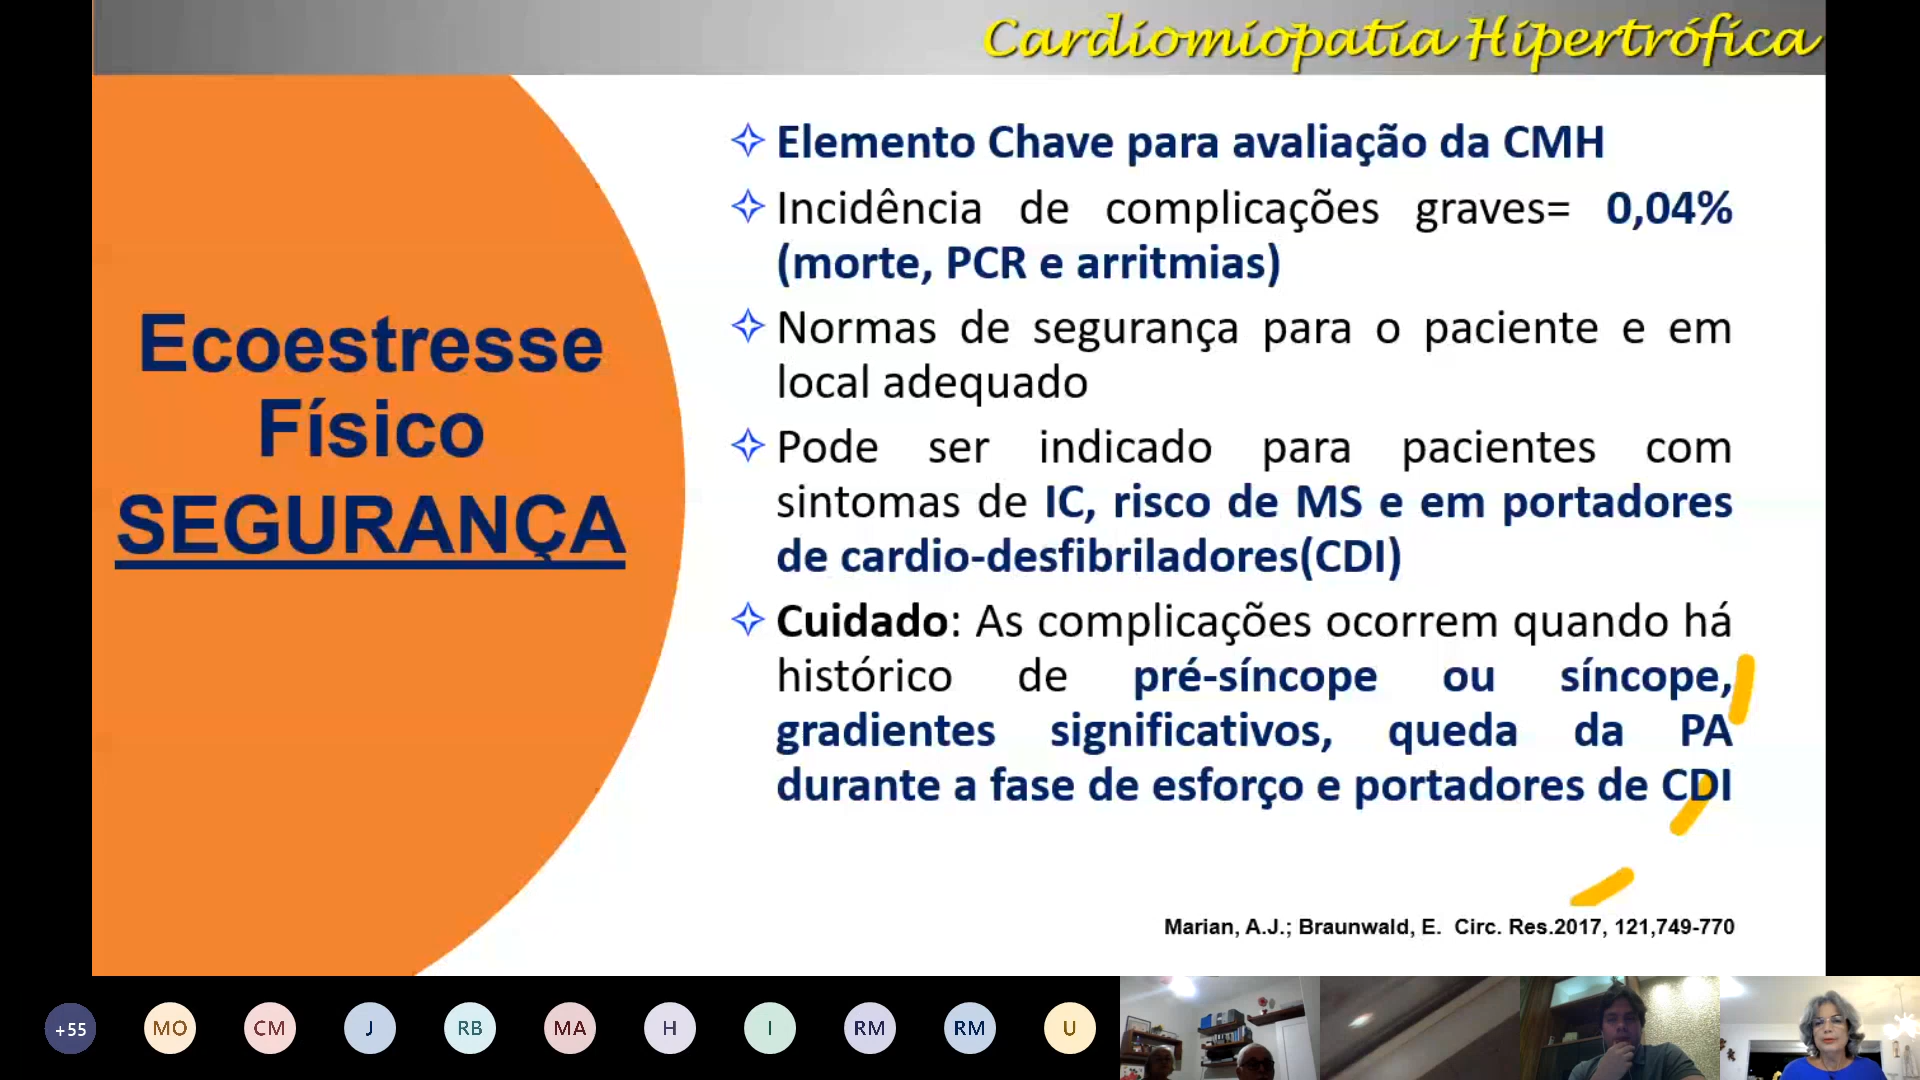 Cardiomiopatia Hipertrófica
Ecoestresse
Físico
SEGURANÇA
Elemento Chave para avaliação da CMH
Incidência de complicações graves= 0,04%
(morte, PCR e arritmias)
Normas de segurança para o paciente e em
local adequado
Pode ser indicado para pacientes com
sintomas de IC, risco de MS e em portadores
de cardio-desfibriladores(CDI)
Cuidado: As complicações ocorrem quando há
histórico de pré-síncope ou síncope,
gradientes significativos, queda da PA
durante a fase de esforço e portadores de CDI
Marian, A.J.; Braunwald, E. Circ. Res.2017, 121,749-770
+55 MO CM J RB MA H I RM RM U